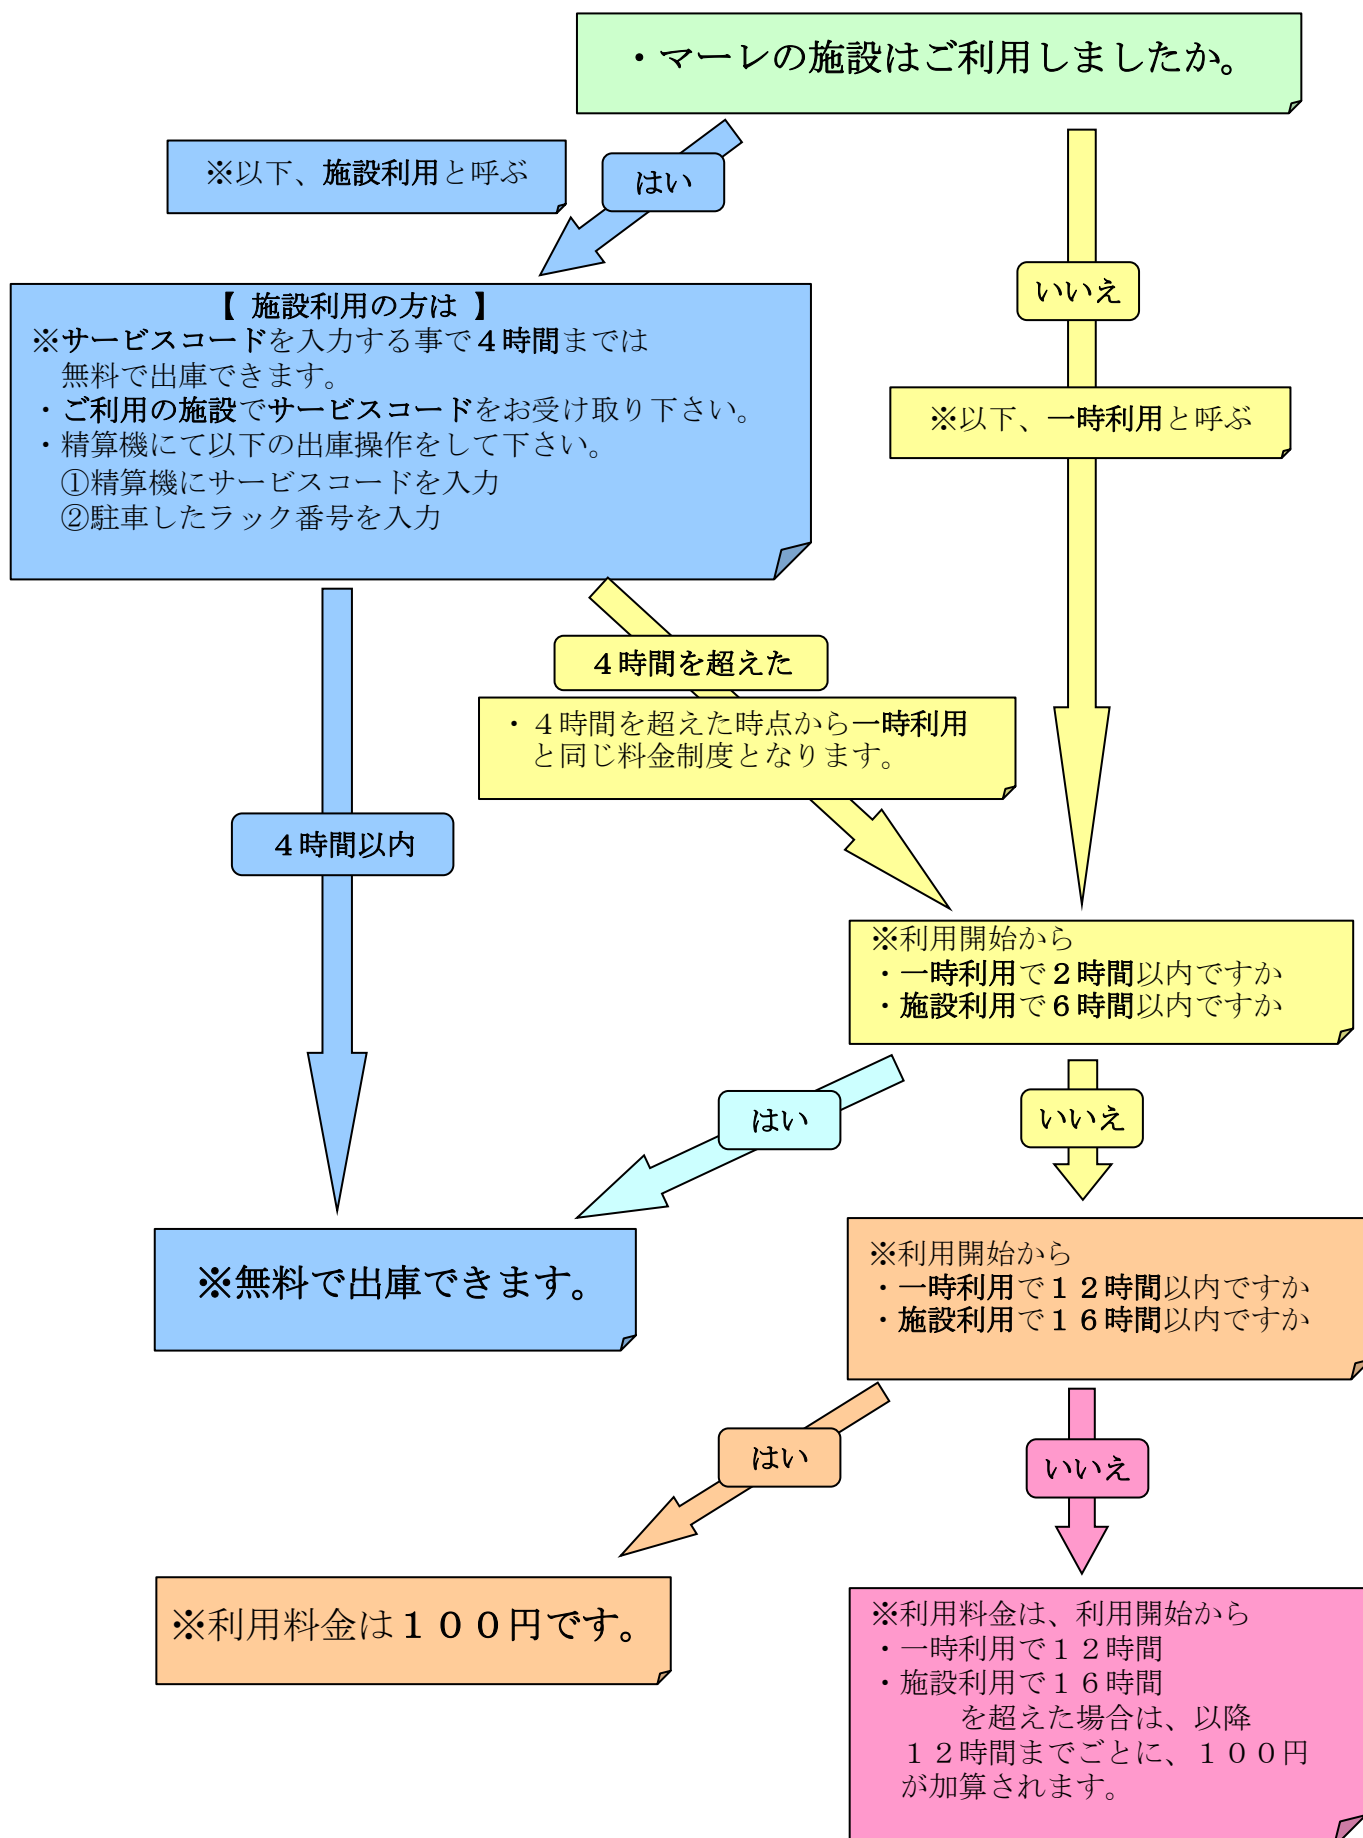 ・マーレの施設はご利用しましたか。
※以下、施設利用と呼ぶ
はい
いいえ
【 施設利用の方は 】
※サービスコードを入力する事で４時間までは
無料で出庫できます。
・ご利用の施設でサービスコードをお受け取り下さい。
・精算機にて以下の出庫操作をして下さい。
①精算機にサービスコードを入力
②駐車したラック番号を入力
※以下、一時利用と呼ぶ
４時間を超えた
・４時間を超えた時点から一時利用
と同じ料金制度となります。
４時間以内
※利用開始から
・一時利用で２時間以内ですか
・施設利用で６時間以内ですか
はい
いいえ
※無料で出庫できます。
※利用開始から
・一時利用で１２時間以内ですか
・施設利用で１６時間以内ですか
はい
いいえ
※利用料金は１００円です。
※利用料金は、利用開始から
・一時利用で１２時間
・施設利用で１６時間
を超えた場合は、以降
１２時間までごとに、１００円
が加算されます。